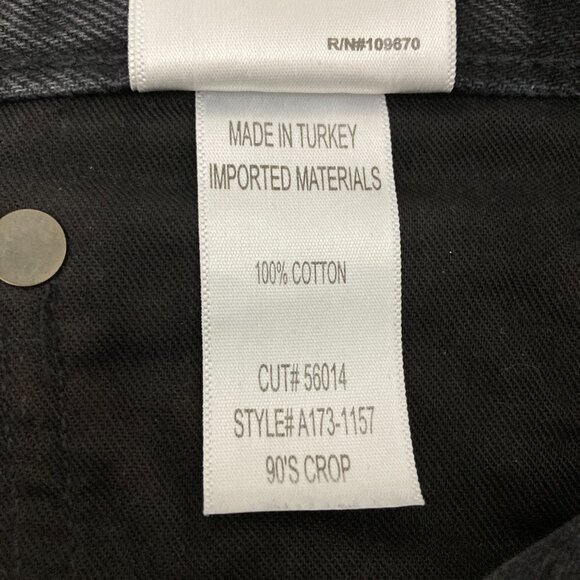 R/N#109670
MADE IN TURKEY
IMPORTED MATERIALS
100% COTTON
CUT# 56014
STYLE# A173-1157
90'S CROP